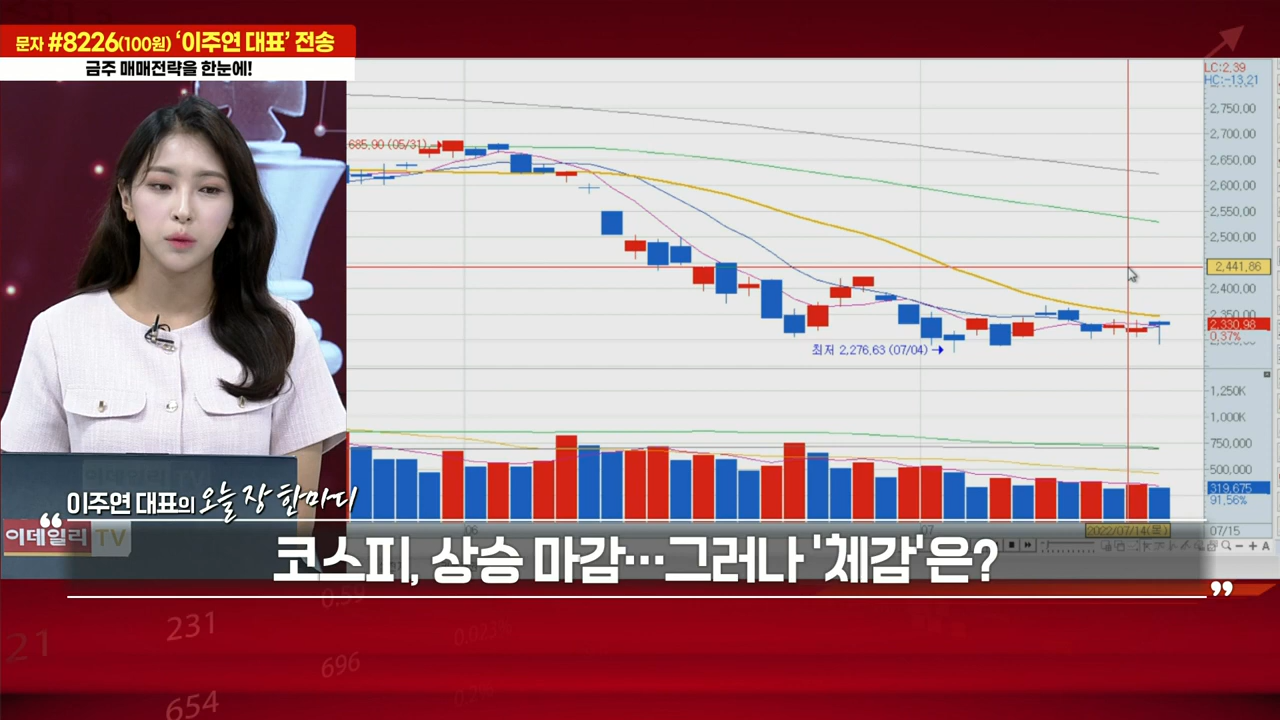 문자 #8226(100원) '이주연 대표' 전송
금주 매매전략을 한눈에!
LC:2,39
HC:-13,21
2,750,00
2,700,00
685,90 (05/31)
2,650,00
2,600,00
2,550,00
2,500,00
2,441,86
2,400,00
2,350,00
2,330,98
0,37%
최저 2,276,63 (07/04)
1,250K
1,000K
750,000
500,000
319,675
91,56%
06
07
2022/07/14(목)
07/15
이주연 대표의 오늘 장 한마디
이데일리 TV
“코스피, 상승 마감…그러나 '체감'은?”
231
21
696
654